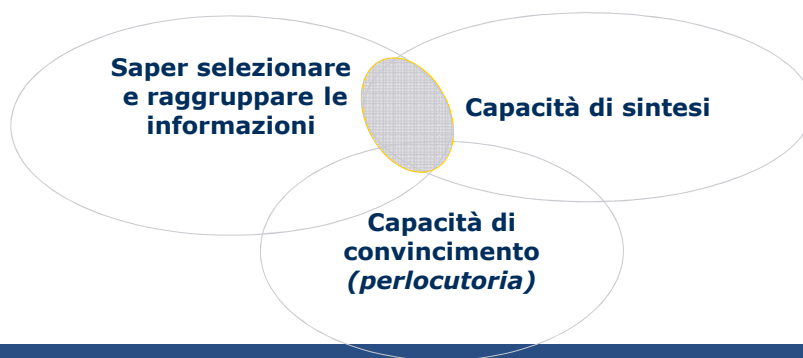 Saper selezionare
e raggruppare le
informazioni
Capacità di sintesi
Capacità di
convincimento
(perlocutoria)